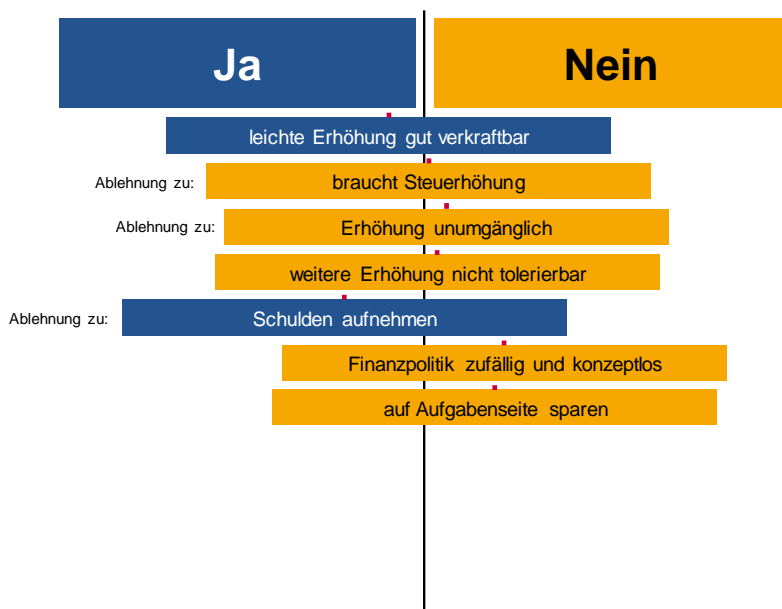 Ja
Nein
leichte Erhöhung gut verkraftbar
Ablehnung zu:
braucht Steuerhöhung
Ablehnung zu:
Erhöhung unumgänglich
weitere Erhöhung nicht tolerierbar
Ablehnung zu:
Schulden aufnehmen
Finanzpolitik zufällig und konzeptlos
auf Aufgabenseite sparen